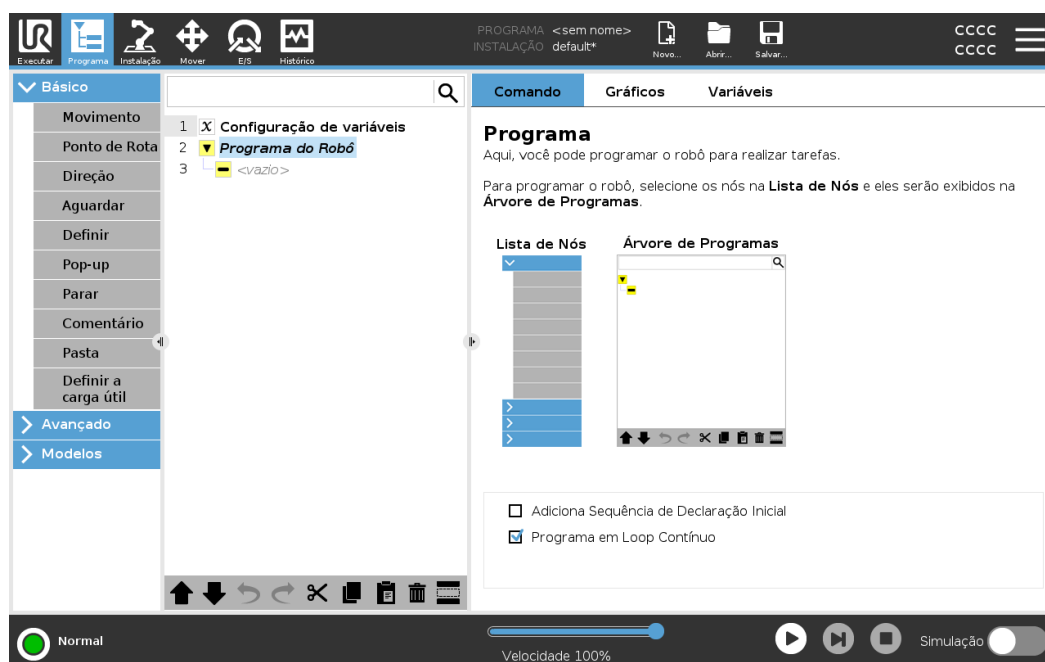 UR
PROGRAMA <sem nome>
INSTALAÇÃO default*
cccc
cccc
Executar Programa Instalação Mover E/S Histórico
Novo... Abrir... Salvar...
Básico
Movimento
Ponto de Rota
Direção
Aguardar
Definir
Pop-up
Parar
Comentário
Pasta
Definir a
carga útil
Avançado
Modelos
1 X Configuração de variáveis
2 Programa do Robô
3 <vazio>
Comando Gráficos Variáveis
Programa
Aqui, você pode programar o robô para realizar tarefas.
Para programar o robô, selecione os nós na Lista de Nós e eles serão exibidos na
Árvore de Programas.
Lista de Nós Árvore de Programas
Adiciona Sequência de Declaração Inicial
Programa em Loop Contínuo
Normal
Velocidade 100%
Simulação